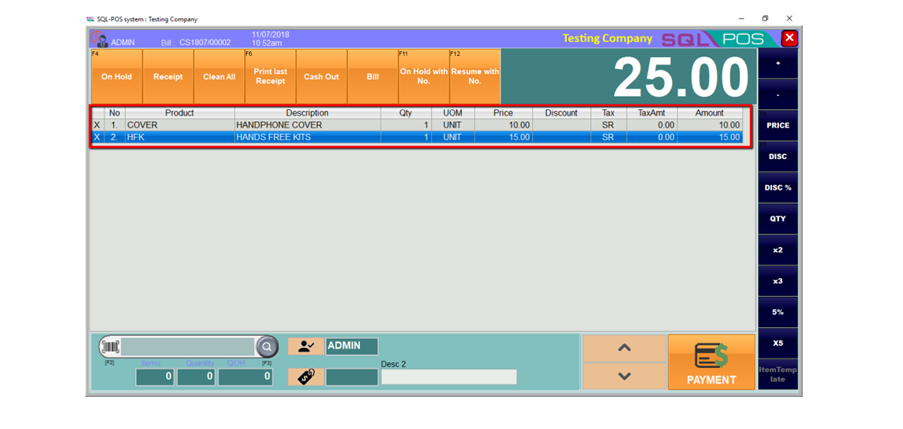 SQL-POS system : Testing Company
ADMIN Bill CS1807/00002 11/07/2018 10:52am Testing Company SQL POS X
F4 F6 F11 F12
On Hold Receipt Clean All Print last Receipt Cash Out Bill On Hold with No. Resume with No.
25.00
+
-
PRICE
DISC
DISC %
QTY
x2
x3
5%
X5
ItemTemplate
No Product Description Qty UOM Price Discount Tax TaxAmt Amount
X 1. COVER HANDPHONE COVER 1 UNIT 10.00 SR 0.00 10.00
X 2. HFK HANDS FREE KITS 1 UNIT 15.00 SR 0.00 15.00
ADMIN
[F2] Items Quantity QOH [F3] Desc 2
0 0 0
PAYMENT